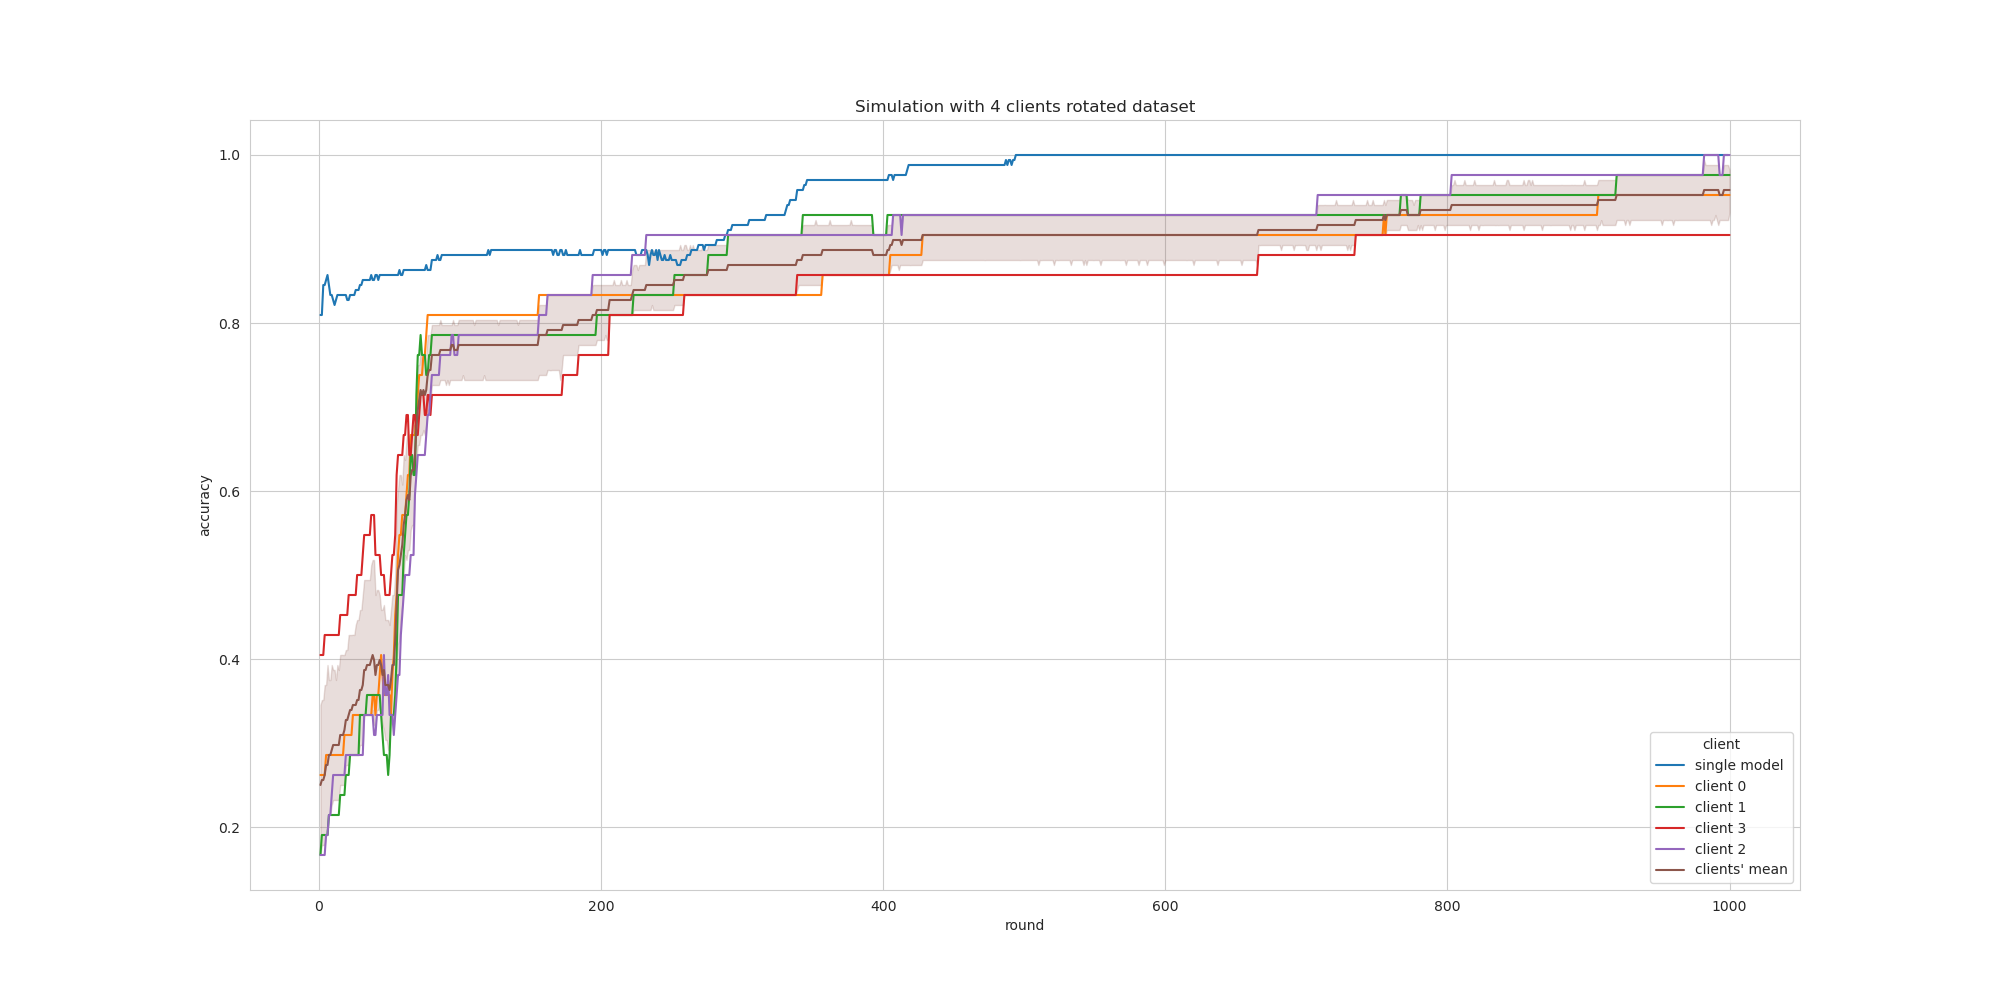 Simulation with 4 clients rotated dataset
1.0
0.8
0.6
0.4
0.2
accuracy
0 200 400 600 800 1000
round
client
single model
client 0
client 1
client 3
client 2
clients' mean